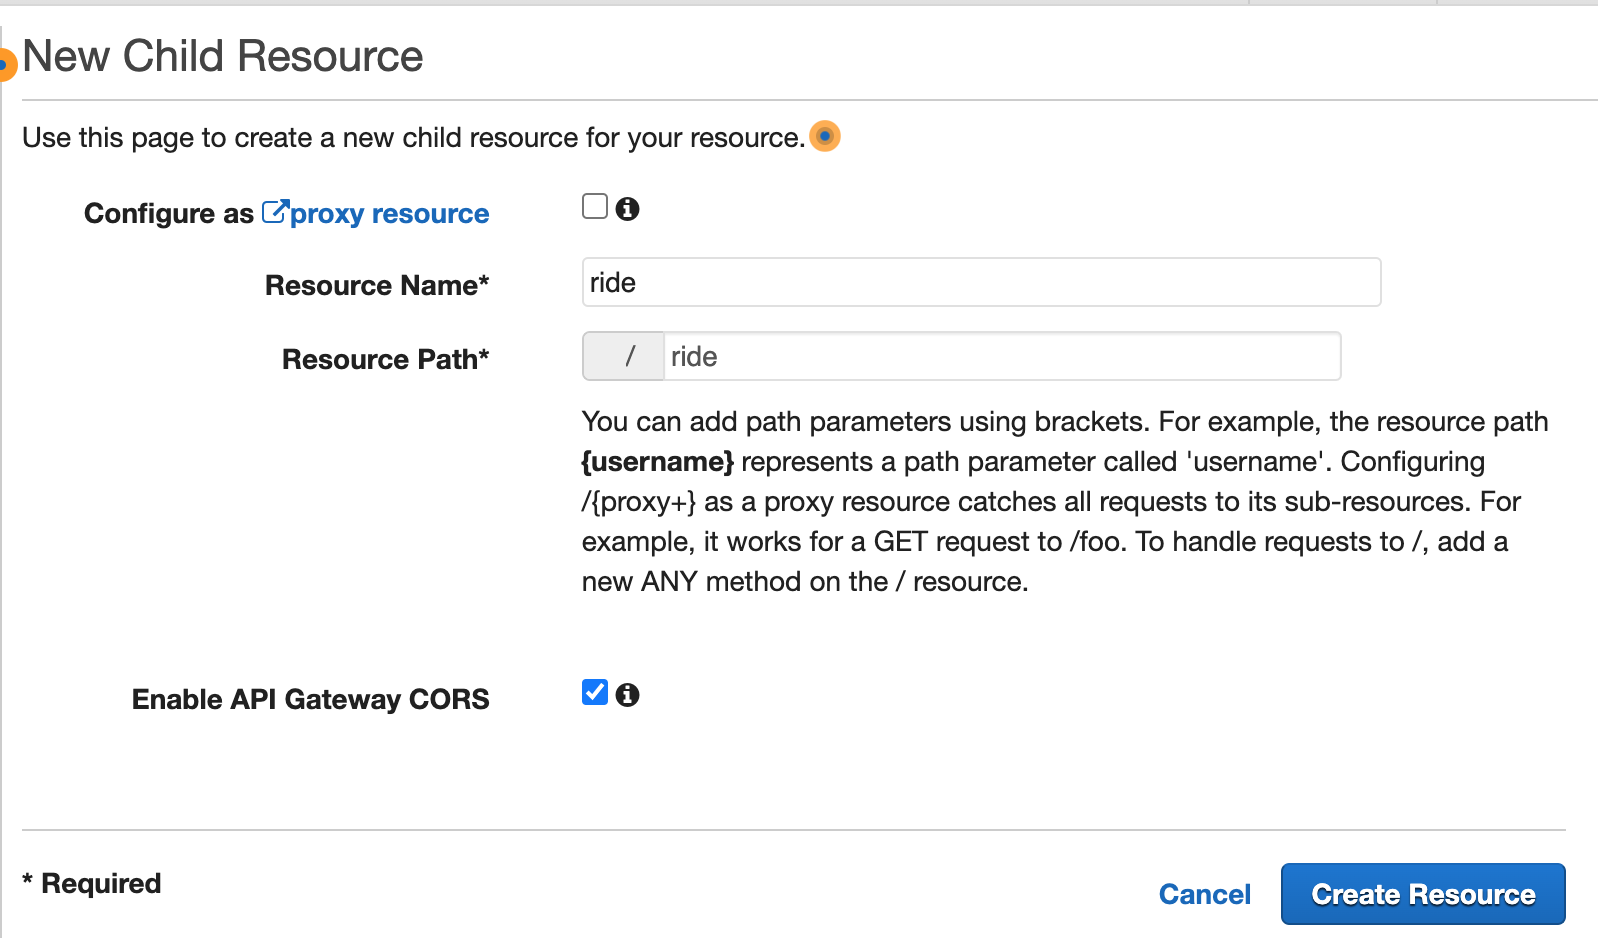 New Child Resource
Use this page to create a new child resource for your resource.
Configure as proxy resource
Resource Name* ride
Resource Path* / ride
You can add path parameters using brackets. For example, the resource path
{username} represents a path parameter called 'username'. Configuring
/{proxy+} as a proxy resource catches all requests to its sub-resources. For
example, it works for a GET request to /foo. To handle requests to /, add a
new ANY method on the / resource.
Enable API Gateway CORS
* Required
Cancel Create Resource